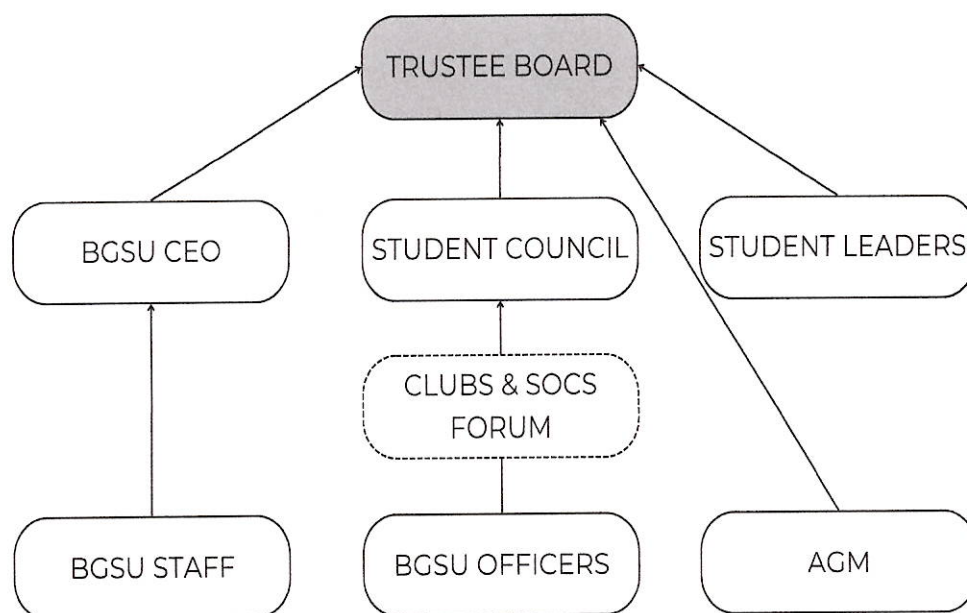 TRUSTEE BOARD
BGSU CEO
STUDENT COUNCIL
STUDENT LEADERS
CLUBS & SOCS
FORUM
BGSU STAFF
BGSU OFFICERS
AGM